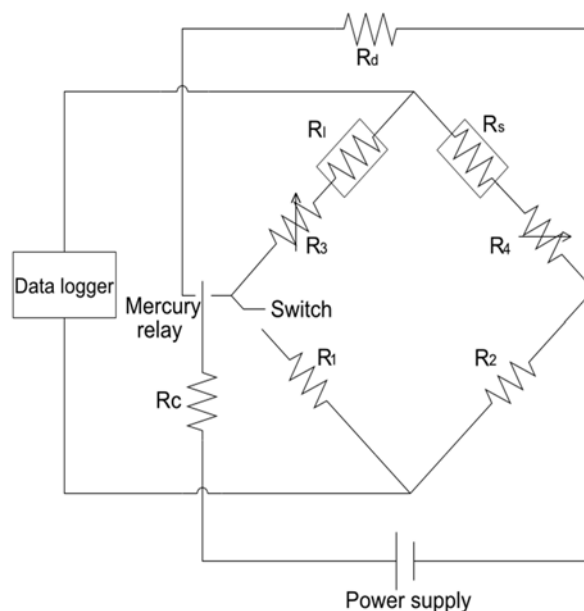 Rd
Rl
Rs
R3
R4
Data logger
Mercury
relay
Switch
R1
R2
Rc
Power supply